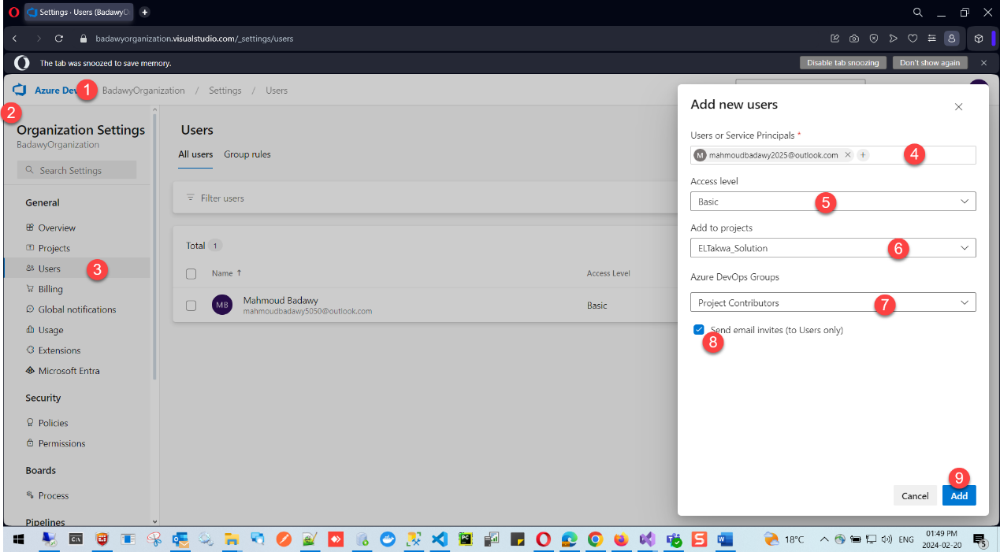 Settings · Users (Badawy
badawyorganization.visualstudio.com/_settings/users
The tab was snoozed to save memory.
Disable tab snoozing
Don't show again
Azure Dev
1
BadawyOrganization / Settings / Users
2
Organization Settings
BadawyOrganization
Search Settings
General
Overview
Projects
Users
3
Billing
Global notifications
Usage
Extensions
Microsoft Entra
Security
Policies
Permissions
Boards
Process
Pipelines
Users
All users Group rules
Filter users
Total 1
Name ↑ Access Level
MB
Mahmoud Badawy
mahmoudbadawy5050@outlook.com
Basic
Add new users
Users or Service Principals *
M mahmoudbadawy2025@outlook.com
4
Access level
Basic
5
Add to projects
ELTakwa_Solution
6
Azure DevOps Groups
Project Contributors
7
Send email invites (to Users only)
8
9
Cancel Add
18°C
ENG
01:49 PM
2024-02-20
5